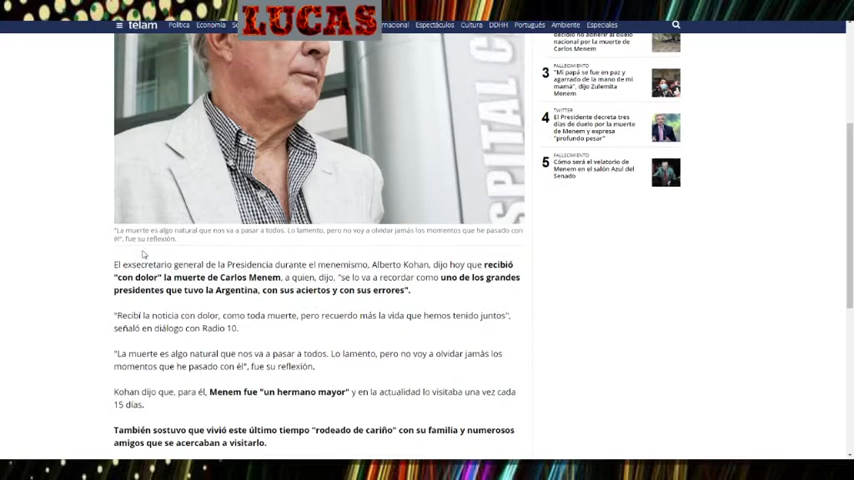 LUCAS
telam Política Economía Espectáculos Cultura DDHH Portugués Ambiente Especiales
SPITAL C
"La muerte es algo natural que nos va a pasar a todos. Lo lamento, pero no voy a olvidar jamás los momentos que he pasado con
él", fue su reflexión.
El exsecretario general de la Presidencia durante el menemismo, Alberto Kohan, dijo hoy que recibió
"con dolor" la muerte de Carlos Menem, a quien, dijo, "se lo va a recordar como uno de los grandes
presidentes que tuvo la Argentina, con sus aciertos y con sus errores".
"Recibí la noticia con dolor, como toda muerte, pero recuerdo más la vida que hemos tenido juntos",
señaló en diálogo con Radio 10.
"La muerte es algo natural que nos va a pasar a todos. Lo lamento, pero no voy a olvidar jamás los
momentos que he pasado con él", fue su reflexión.
Kohan dijo que, para él, Menem fue "un hermano mayor" y en la actualidad lo visitaba una vez cada
15 días.
También sostuvo que vivió este último tiempo "rodeado de cariño" con su familia y numerosos
amigos que se acercaban a visitarlo.
decidió no adherir al duelo
nacional por la muerte de
Carlos Menem
3 FALLECIMIENTO
"Mi papá se fue en paz y
agarrado de la mano de mi
mamá", dijo Zulemita
Menem
4 TWITTER
El Presidente decreta tres
días de duelo por la muerte
de Menem y expresa
"profundo pesar"
5 FALLECIMIENTO
Cómo será el velatorio de
Menem en el salón Azul del
Senado